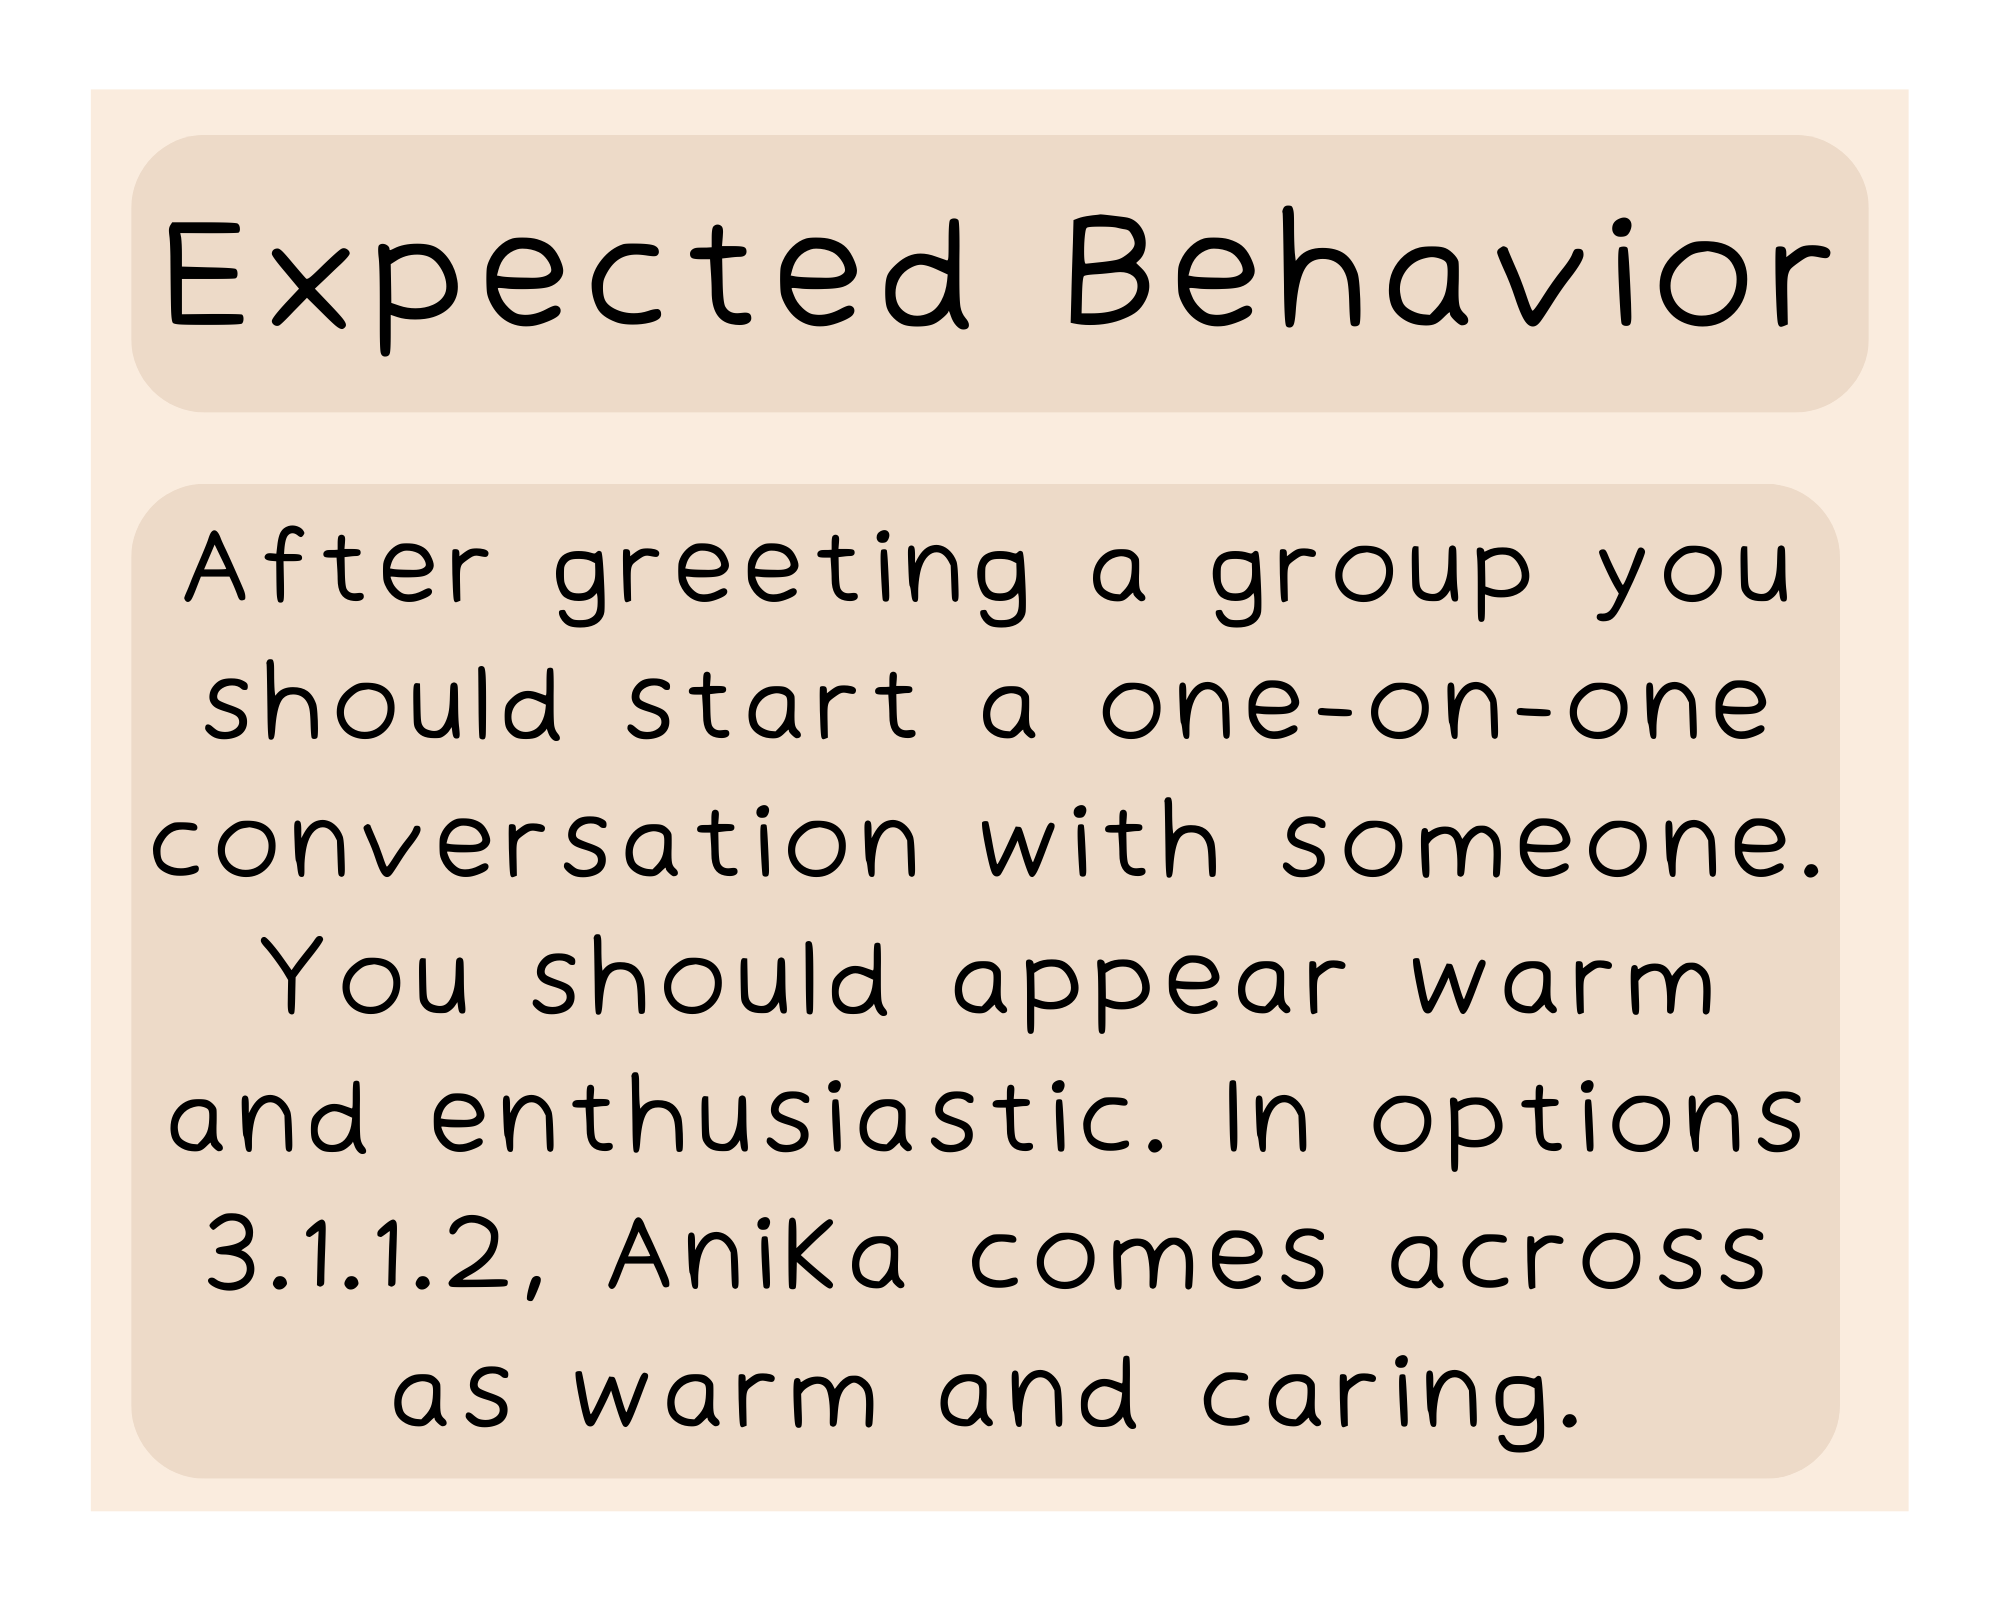 Expected Behavior
After greeting a group you
should start a one-on-one
conversation with someone.
You should appear warm
and enthusiastic. In options
3.1.1.2, Anika comes across
as warm and caring.